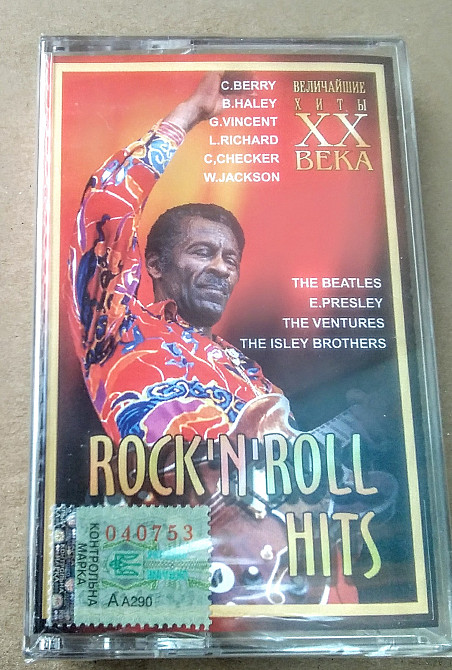 C.BERRY
B.HALEY
G.VINCENT
L.RICHARD
C,CHECKER
W.JACKSON
ВЕЛИЧАЙШИЕ
ХИТЫ
XX
ВЕКА
THE BEATLES
E.PRESLEY
THE VENTURES
THE ISLEY BROTHERS
ROCK'N'ROLL
HITS
КОНТРОЛЬНА
МАРКА
040753
А А290